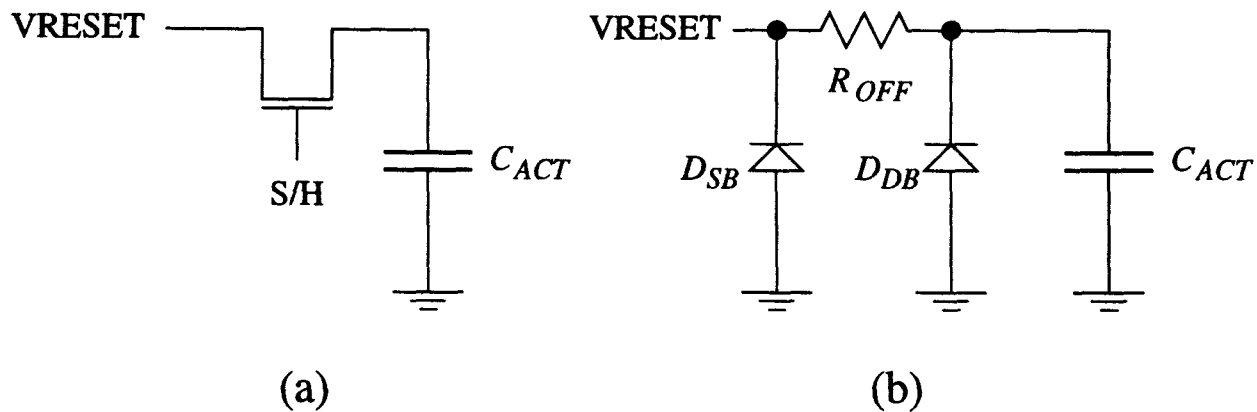 VRESET
S/H
C_ACT
(a)
VRESET
R_OFF
D_SB
D_DB
C_ACT
(b)